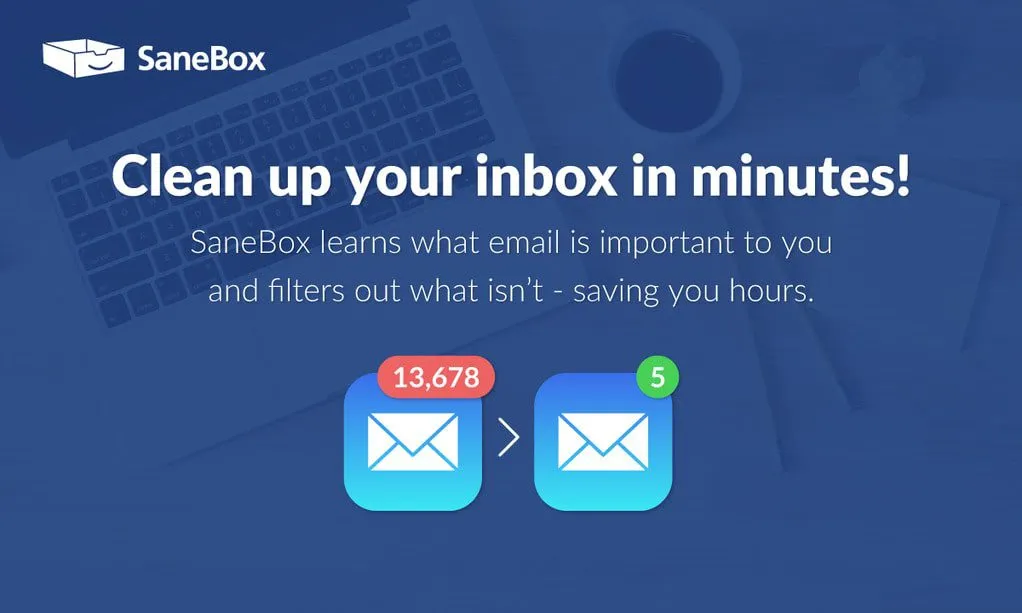 SaneBox
Clean up your inbox in minutes!
SaneBox learns what email is important to you
and filters out what isn't - saving you hours.
13,678
5